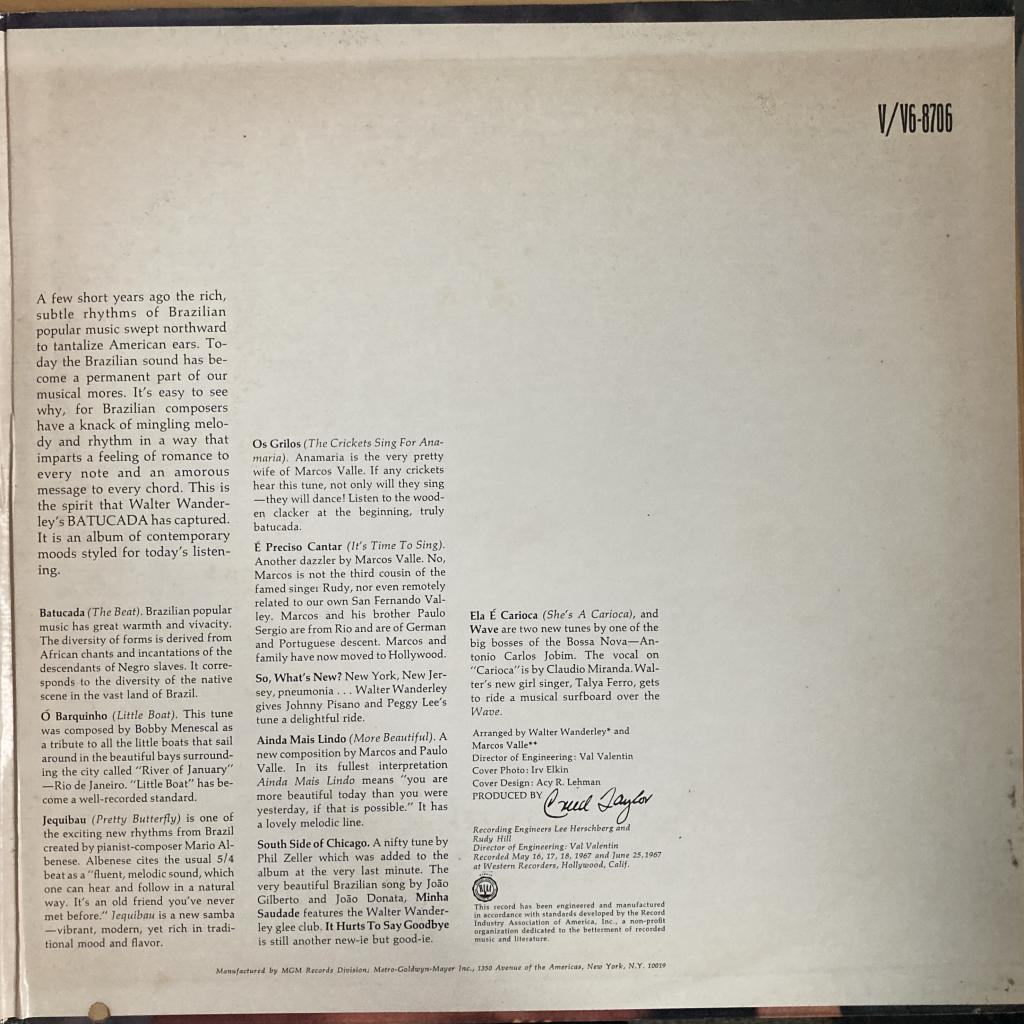 V/V6-8706
A few short years ago the rich,
subtle rhythms of Brazilian
popular music swept northward
to tantalize American ears. To-
day the Brazilian sound has be-
come a permanent part of our
musical mores. It's easy to see
why, for Brazilian composers
have a knack of mingling melo-
dy and rhythm in a way that
imparts a feeling of romance to
every note and an amorous
message to every chord. This is
the spirit that Walter Wander-
ley's BATUCADA has captured.
It is an album of contemporary
moods styled for today's listen-
ing.
Batucada (The Beat). Brazilian popular
music has great warmth and vivacity.
The diversity of forms is derived from
African chants and incantations of the
descendants of Negro slaves. It corre-
sponds to the diversity of the native
scene in the vast land of Brazil.
Ó Barquinho (Little Boat). This tune
was composed by Bobby Menescal as
a tribute to all the little boats that sail
around in the beautiful bays surround-
ing the city called "River of January"
—Rio de Janeiro. "Little Boat" has be-
come a well-recorded standard.
Jequibau (Pretty Butterfly) is one of
the exciting new rhythms from Brazil
created by pianist-composer Mario Al-
benese. Albenese cites the usual 5/4
beat as a "fluent, melodic sound, which
one can hear and follow in a natural
way. It's an old friend you've never
met before." Jequibau is a new samba
—vibrant, modern, yet rich in tradi-
tional mood and flavor.
Os Grilos (The Crickets Sing For Ana-
maria). Anamaria is the very pretty
wife of Marcos Valle. If any crickets
hear this tune, not only will they sing
—they will dance! Listen to the wood-
en clacker at the beginning, truly
batucada.
É Preciso Cantar (It's Time To Sing).
Another dazzler by Marcos Valle. No,
Marcos is not the third cousin of the
famed singer Rudy, nor even remotely
related to our own San Fernando Val-
ley. Marcos and his brother Paulo
Sergio are from Rio and are of German
and Portuguese descent. Marcos and
family have now moved to Hollywood.
So, What's New? New York, New Jer-
sey, pneumonia . . . Walter Wanderley
gives Johnny Pisano and Peggy Lee's
tune a delightful ride.
Ainda Mais Lindo (More Beautiful). A
new composition by Marcos and Paulo
Valle. In its fullest interpretation
Ainda Mais Lindo means "you are
more beautiful today than you were
yesterday, if that is possible." It has
a lovely melodic line.
South Side of Chicago. A nifty tune by
Phil Zeller which was added to the
album at the very last minute. The
very beautiful Brazilian song by João
Gilberto and João Donata, Minha
Saudade features the Walter Wander-
ley glee club. It Hurts To Say Goodbye
is still another new-ie but good-ie.
Ela É Carioca (She's A Carioca), and
Wave are two new tunes by one of the
big bosses of the Bossa Nova—An-
tonio Carlos Jobim. The vocal on
"Carioca" is by Claudio Miranda. Wal-
ter's new girl singer, Talya Ferro, gets
to ride a musical surfboard over the
Wave.
Arranged by Walter Wanderley* and
Marcos Valle**
Director of Engineering: Val Valentin
Cover Photo: Irv Elkin
Cover Design: Acy R. Lehman
PRODUCED BY Creed Taylor
Recording Engineers Lee Herschberg and
Rudy Hill
Director of Engineering: Val Valentin
Recorded May 16, 17, 18, 1967 and June 25, 1967
at Western Recorders, Hollywood, Calif.
This record has been engineered and manufactured
in accordance with standards developed by the Record
Industry Association of America, Inc., a non-profit
organization dedicated to the betterment of recorded
music and literature.
Manufactured by MGM Records Division; Metro-Goldwyn-Mayer Inc., 1350 Avenue of the Americas, New York, N.Y. 10019